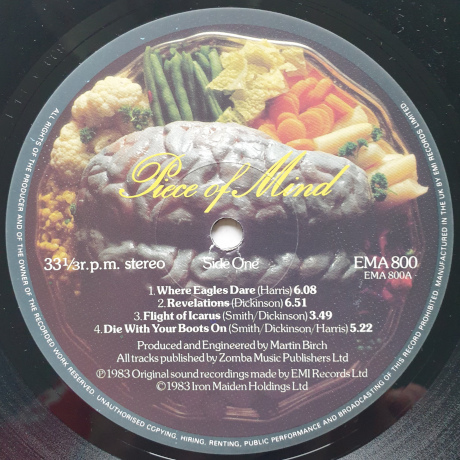 Piece of Mind
33⅓r.p.m. stereo
Side One
EMA 800
EMA 800A
1.Where Eagles Dare (Harris) 6.08
2.Revelations (Dickinson) 6.51
3.Flight of Icarus (Smith/Dickinson) 3.49
4.Die With Your Boots On (Smith/Dickinson/Harris) 5.22
Produced and Engineered by Martin Birch
All tracks published by Zomba Music Publishers Ltd
℗1983 Original sound recordings made by EMI Records Ltd
©1983 Iron Maiden Holdings Ltd
ALL RIGHTS OF THE PRODUCER AND OF THE OWNER OF THE RECORDED WORK RESERVED. UNAUTHORISED COPYING, HIRING, RENTING, PUBLIC PERFORMANCE AND BROADCASTING OF THIS RECORD PROHIBITED. MANUFACTURED IN THE UK BY EMI RECORDS LIMITED